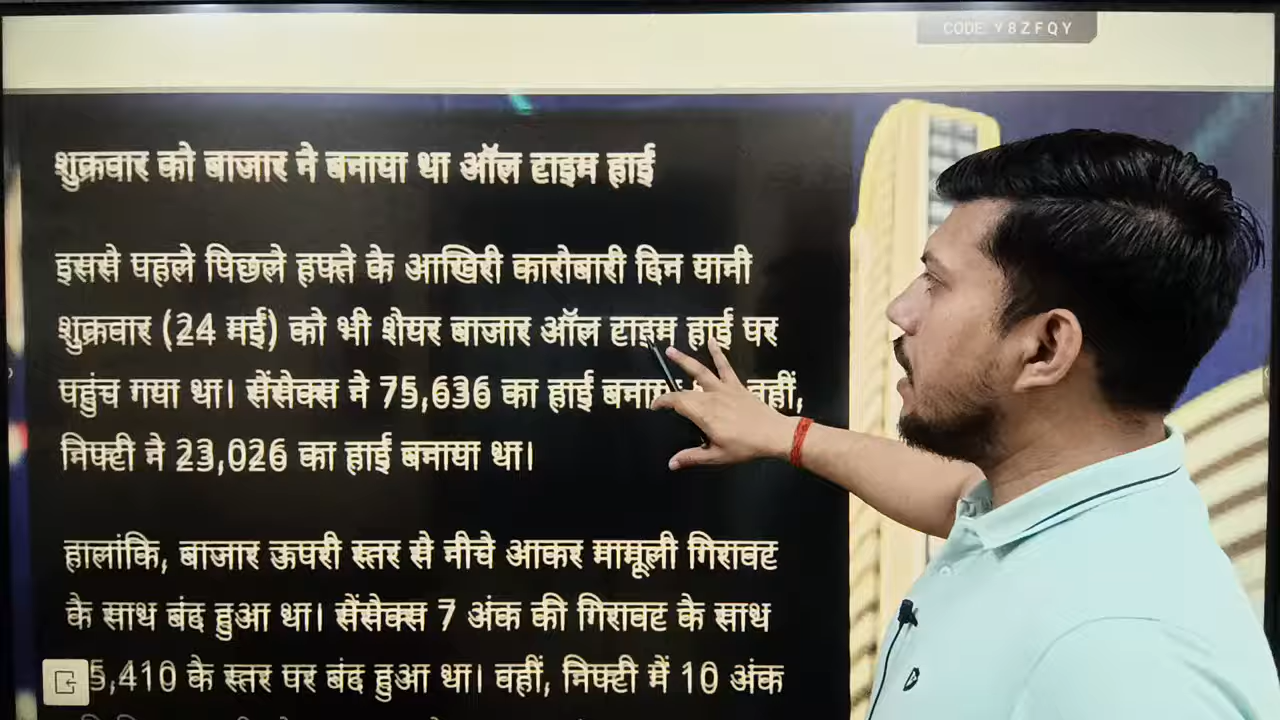 CODE: Y8ZFQY
शुक्रवार को बाजार ने बनाया था ऑल टाइम हाई
इससे पहले पिछले हफ्ते के आखिरी कारोबारी दिन यानी
शुक्रवार (24 मई) को भी शेयर बाजार ऑल टाइम हाई पर
पहुंच गया था। सेंसेक्स ने 75,636 का हाई वहीं,
निफ्टी ने 23,026 का हाई बनाया था।
हालांकि, बाजार ऊपरी स्तर से नीचे आकर मामूली गिरावट
के साथ बंद हुआ था। सेंसेक्स 7 अंक की गिरावट के साथ
5,410 के स्तर पर बंद हुआ था। वहीं, निफ्टी में 10 अंक